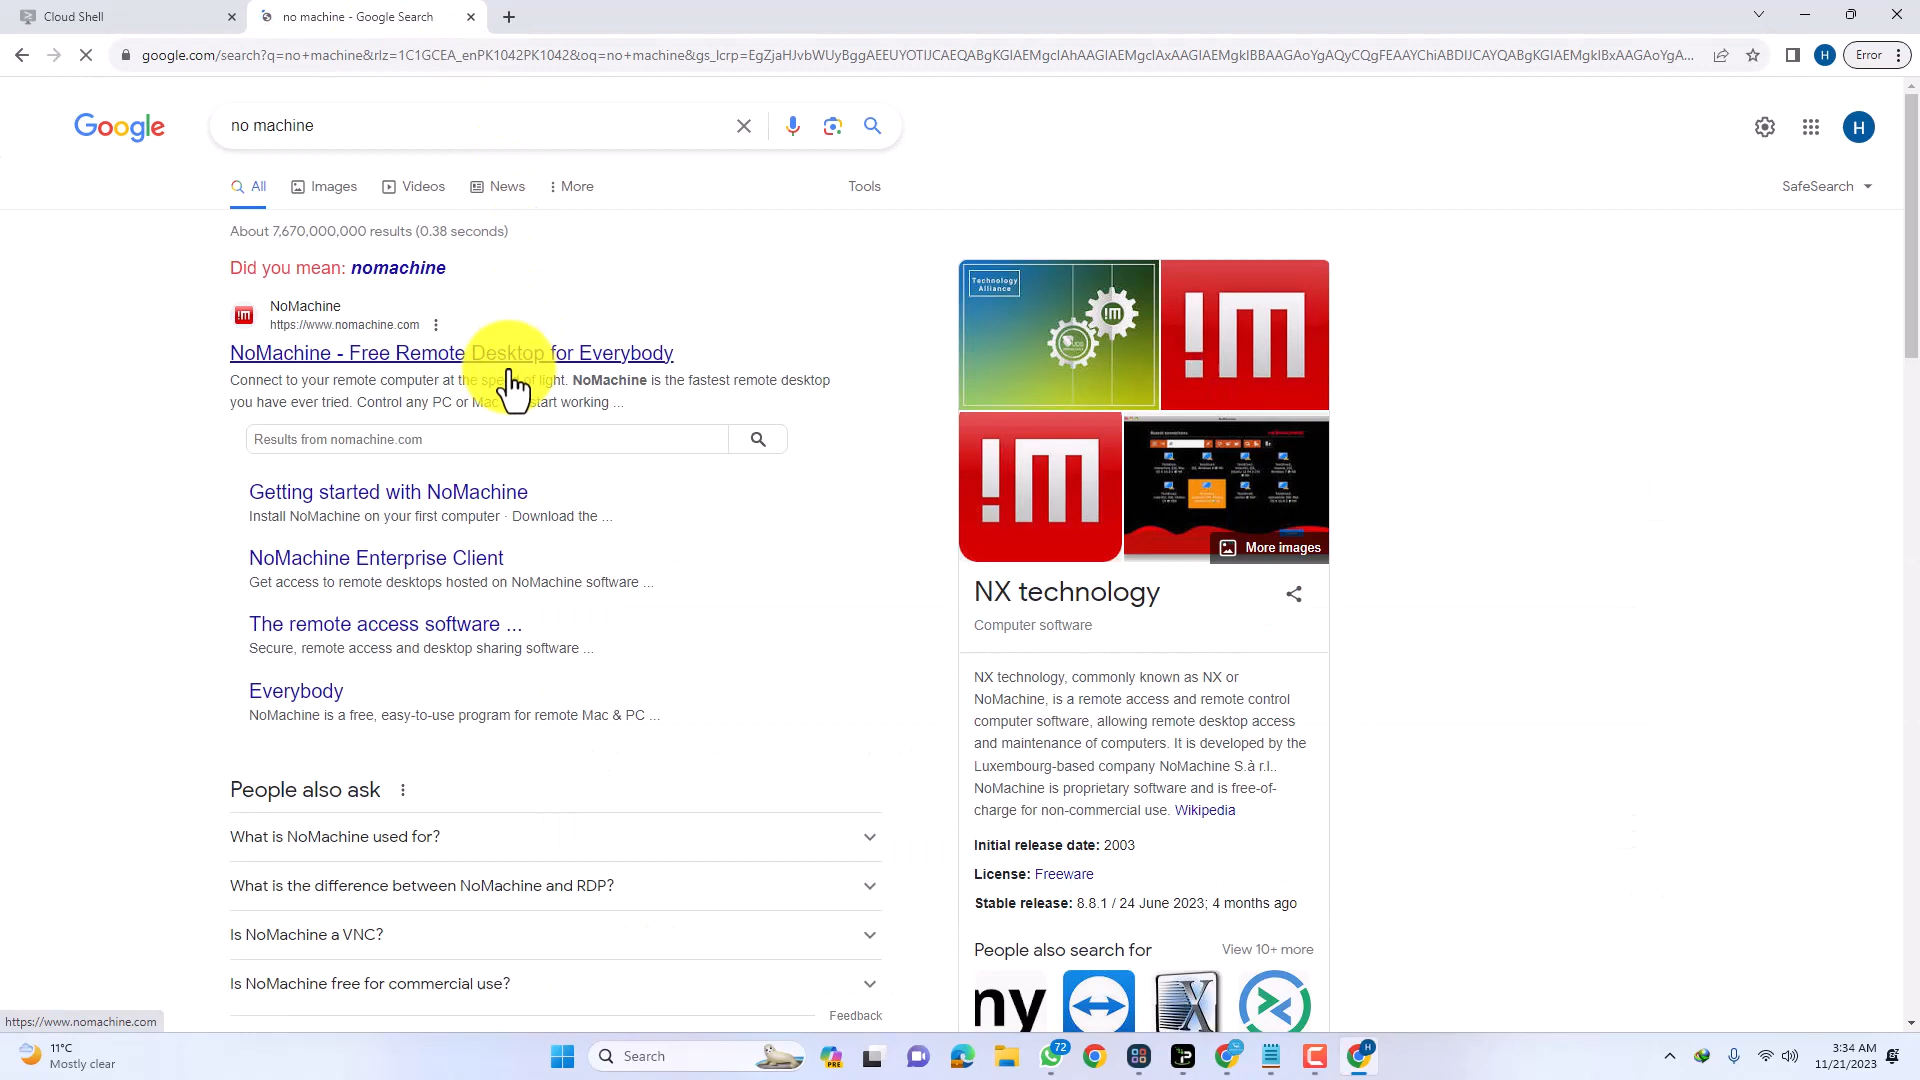 Cloud Shell
no machine - Google Search
google.com/search?q=no+machine&rlz=1C1GCEA_enPK1042PK1042&oq=no+machine&gs_lcrp=EgZjaHJvbWUyBggAEEUYOTIJCAEQABgKGIAEMgcIAhAAGIAEMgcIAxAAGIAEMgkIBBAAGAoYgAQyCQgFEAAYChiABDIJCAYQABgKGIAEMgkIBxAAGAoYgA...
H
Error
Google
no machine
H
All
Images
Videos
News
More
Tools
SafeSearch
About 7,670,000,000 results (0.38 seconds)
Did you mean: nomachine
NoMachine
https://www.nomachine.com
NoMachine - Free Remote Desktop for Everybody
Connect to your remote computer at the speed of light. NoMachine is the fastest remote desktop
you have ever tried. Control any PC or Mac start working ...
Results from nomachine.com
Getting started with NoMachine
Install NoMachine on your first computer · Download the ...
NoMachine Enterprise Client
Get access to remote desktops hosted on NoMachine software ...
The remote access software ...
Secure, remote access and desktop sharing software ...
Everybody
NoMachine is a free, easy-to-use program for remote Mac & PC ...
People also ask
What is NoMachine used for?
What is the difference between NoMachine and RDP?
Is NoMachine a VNC?
Is NoMachine free for commercial use?
Feedback
Technology
Alliance
!M
!M
!M
More images
NX technology
Computer software
NX technology, commonly known as NX or
NoMachine, is a remote access and remote control
computer software, allowing remote desktop access
and maintenance of computers. It is developed by the
Luxembourg-based company NoMachine S.à r.l..
NoMachine is proprietary software and is free-of-
charge for non-commercial use. Wikipedia
Initial release date: 2003
License: Freeware
Stable release: 8.8.1 / 24 June 2023; 4 months ago
People also search for
View 10+ more
ny
X
https://www.nomachine.com
11°C
Mostly clear
Search
PRE
72
H
3:34 AM
11/21/2023